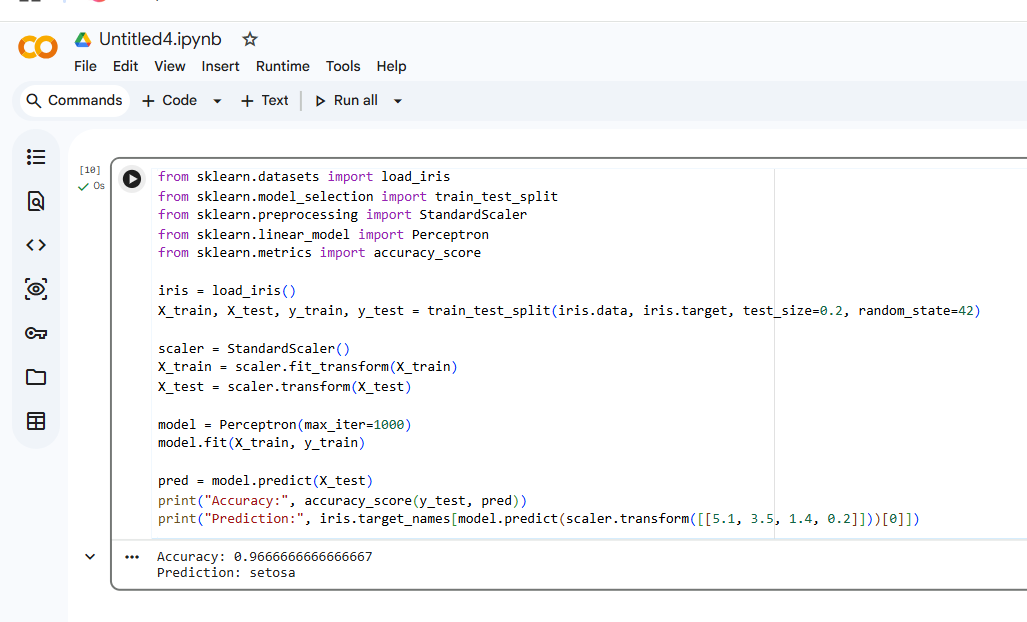 Untitled4.ipynb
File Edit View Insert Runtime Tools Help
Commands + Code + Text Run all
[10]
0s
from sklearn.datasets import load_iris
from sklearn.model_selection import train_test_split
from sklearn.preprocessing import StandardScaler
from sklearn.linear_model import Perceptron
from sklearn.metrics import accuracy_score
iris = load_iris()
X_train, X_test, y_train, y_test = train_test_split(iris.data, iris.target, test_size=0.2, random_state=42)
scaler = StandardScaler()
X_train = scaler.fit_transform(X_train)
X_test = scaler.transform(X_test)
model = Perceptron(max_iter=1000)
model.fit(X_train, y_train)
pred = model.predict(X_test)
print("Accuracy:", accuracy_score(y_test, pred))
print("Prediction:", iris.target_names[model.predict(scaler.transform([[5.1, 3.5, 1.4, 0.2]]))[0]])
Accuracy: 0.9666666666666667
Prediction: setosa